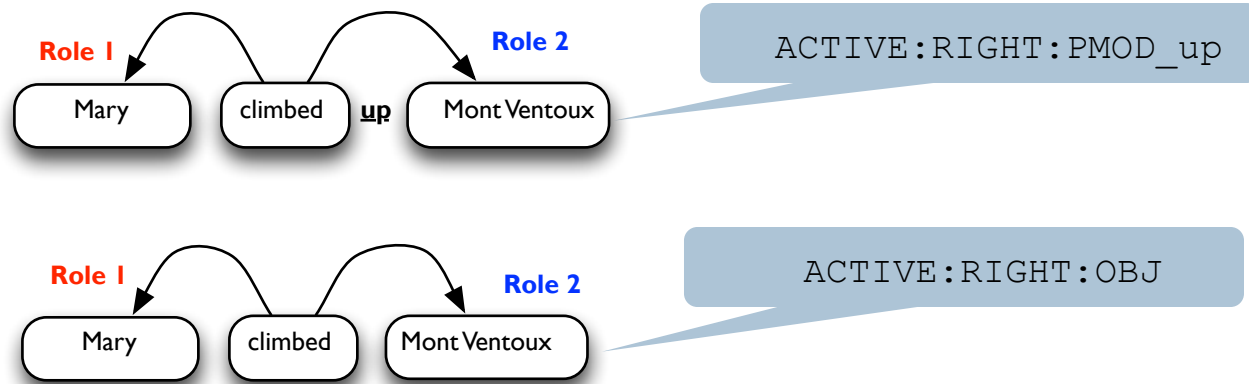 Role 1
Role 2
ACTIVE:RIGHT:PMOD_up
Mary climbed up Mont Ventoux
Role 1
Role 2
ACTIVE:RIGHT:OBJ
Mary climbed Mont Ventoux